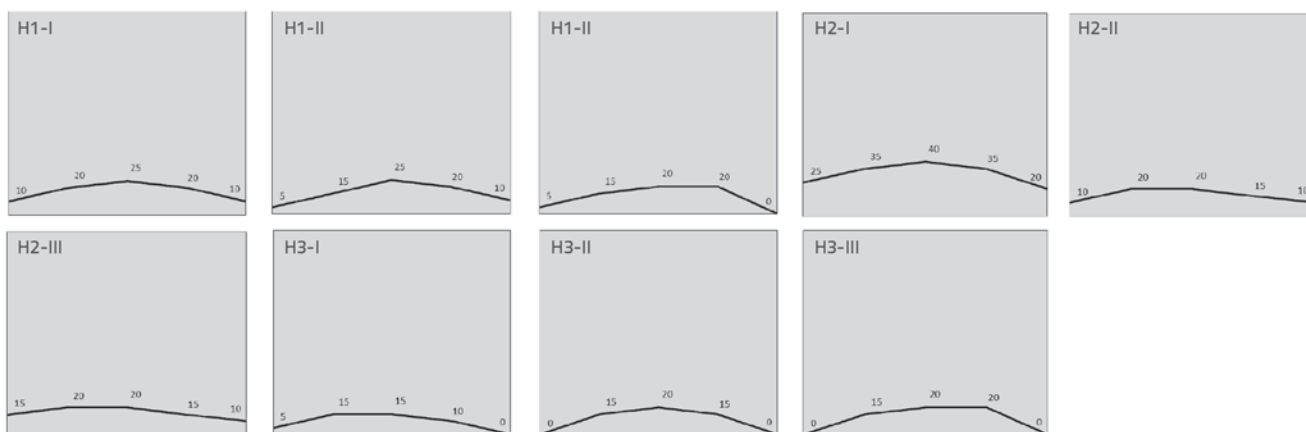 H1-I
10 20 25 20 10
H1-II
5 15 25 20 10
H1-II
5 15 20 20 0
H2-I
25 35 40 35 20
H2-II
10 20 20 15 10
H2-III
15 20 20 15 10
H3-I
5 15 15 10 0
H3-II
0 15 20 15 0
H3-III
0 15 20 20 0